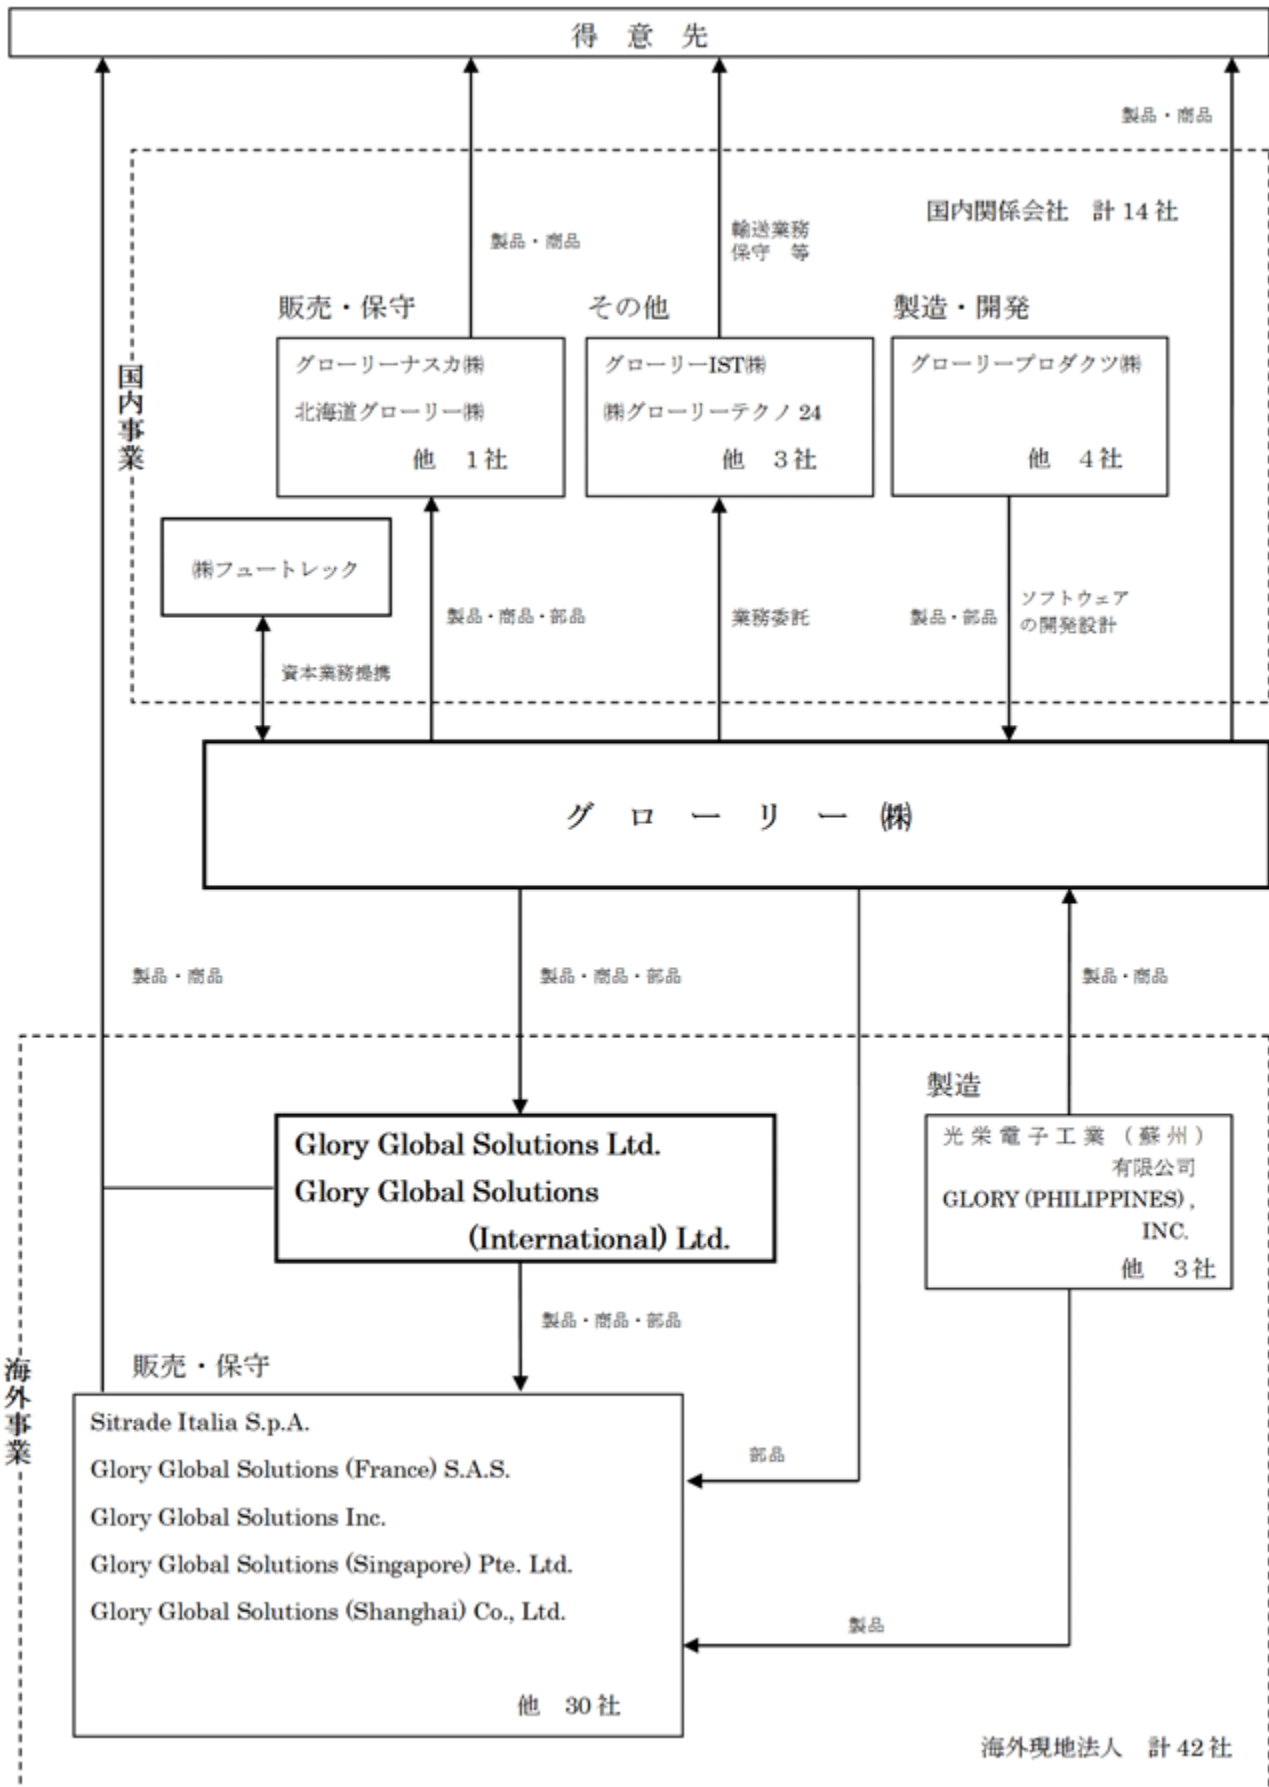 得 意 先
製品・商品
国内関係会社 計 14 社
製品・商品
輸送業務
保守 等
販売・保守
その他
製造・開発
国内事業
グローリーナスカ㈱
北海道グローリー㈱
他 1 社
グローリーIST㈱
㈱グローリーテクノ 24
他 3 社
グローリープロダクツ㈱
他 4 社
㈱フュートレック
資本業務提携
製品・商品・部品
業務委託
製品・部品
ソフトウェア
の開発設計
グ ロ ー リ ー ㈱
製品・商品
製品・商品・部品
製品・商品
製造
Glory Global Solutions Ltd.
Glory Global Solutions
(International) Ltd.
光 栄 電 子 工 業 （ 蘇 州 ）
有限公司
GLORY (PHILIPPINES) ,
INC.
他 3 社
製品・商品・部品
海外事業
販売・保守
Sitrade Italia S.p.A.
Glory Global Solutions (France) S.A.S.
Glory Global Solutions Inc.
Glory Global Solutions (Singapore) Pte. Ltd.
Glory Global Solutions (Shanghai) Co., Ltd.
他 30 社
部品
製品
海外現地法人 計 42 社